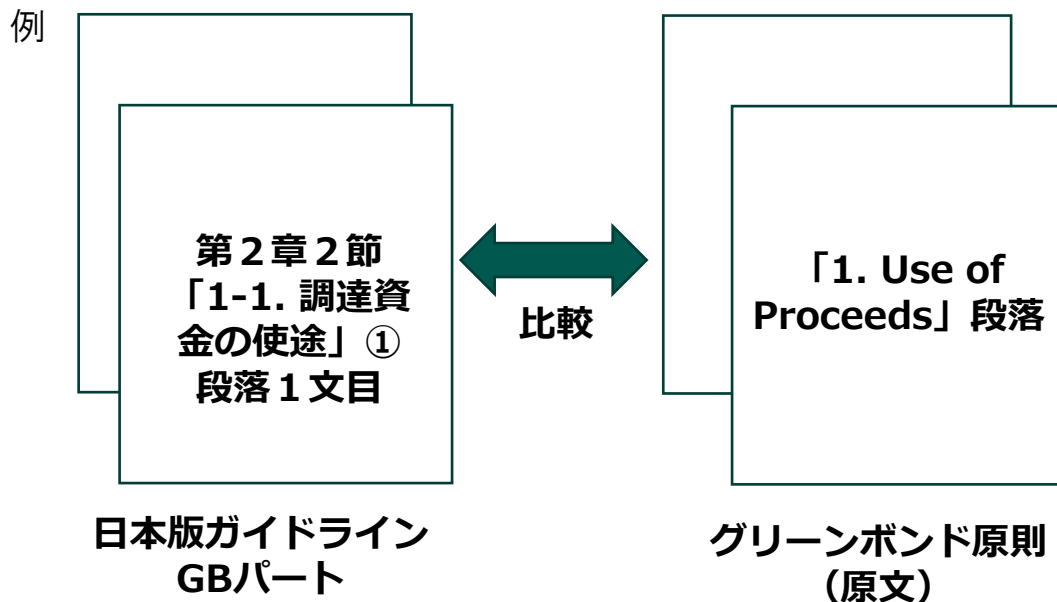 例
第２章２節
「1-1. 調達資
金の使途」①
段落１文目
比較
「1. Use of
Proceeds」段落
日本版ガイドライン
GBパート
グリーンボンド原則
（原文）